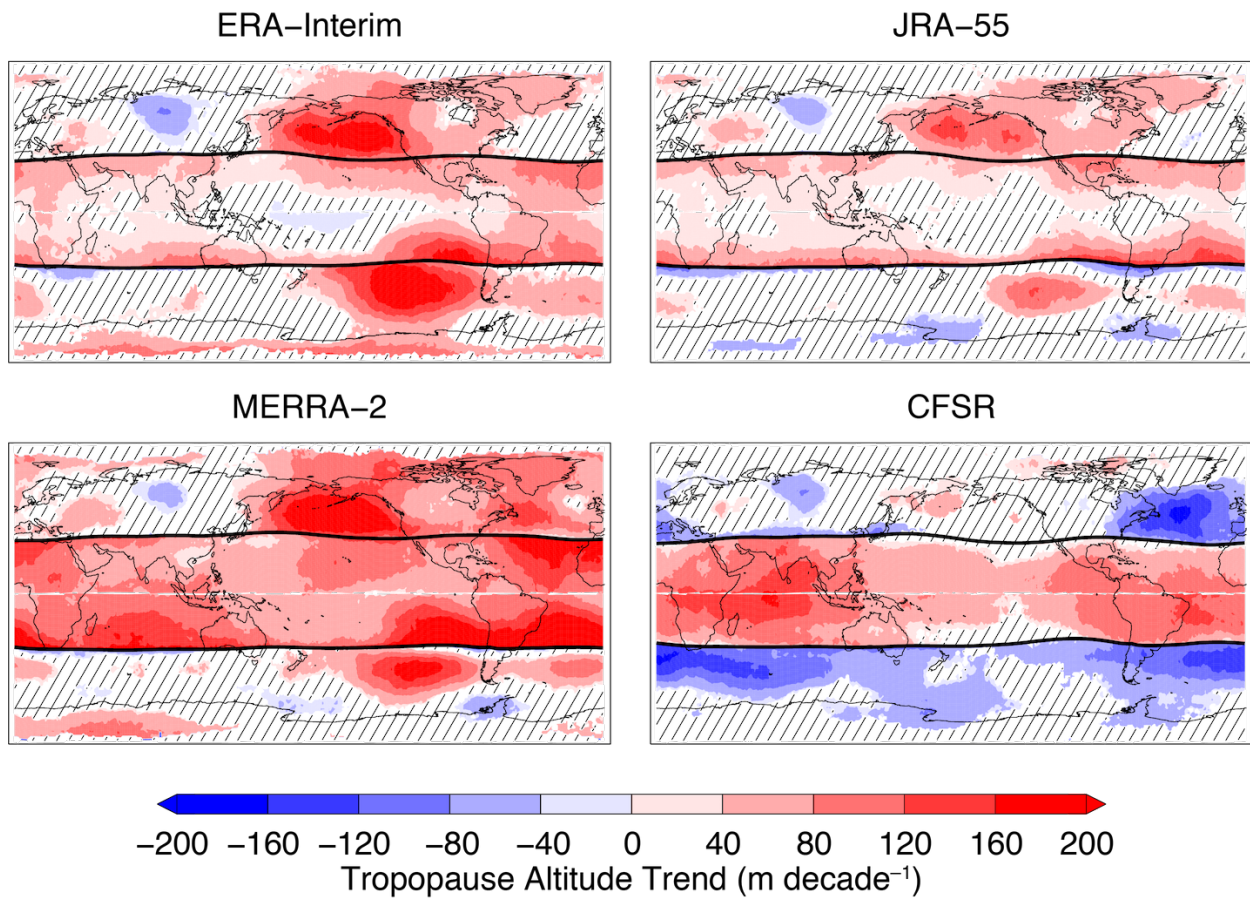 ERA−Interim
JRA−55
MERRA−2
CFSR
−200 −160 −120 −80 −40 0 40 80 120 160 200
Tropopause Altitude Trend (m decade⁻¹)